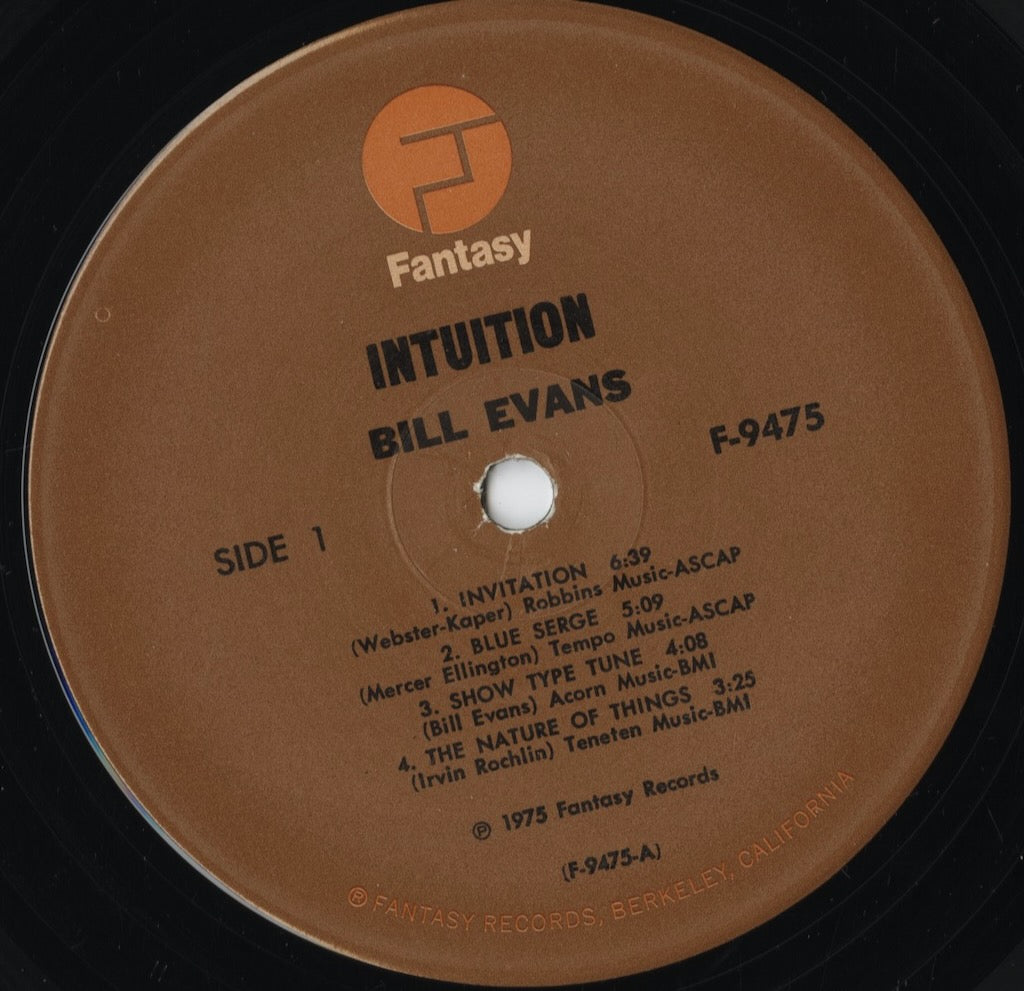 Fantasy
INTUITION
BILL EVANS
F-9475
SIDE 1
1. INVITATION 6:39
(Webster-Kaper) Robbins Music-ASCAP
2. BLUE SERGE 5:09
(Mercer Ellington) Tempo Music-ASCAP
3. SHOW TYPE TUNE 4:08
(Bill Evans) Acorn Music-BMI
4. THE NATURE OF THINGS 3:25
(Irvin Rochlin) Teneten Music-BMI
℗ 1975 Fantasy Records
(F-9475-A)
® FANTASY RECORDS, BERKELEY, CALIFORNIA